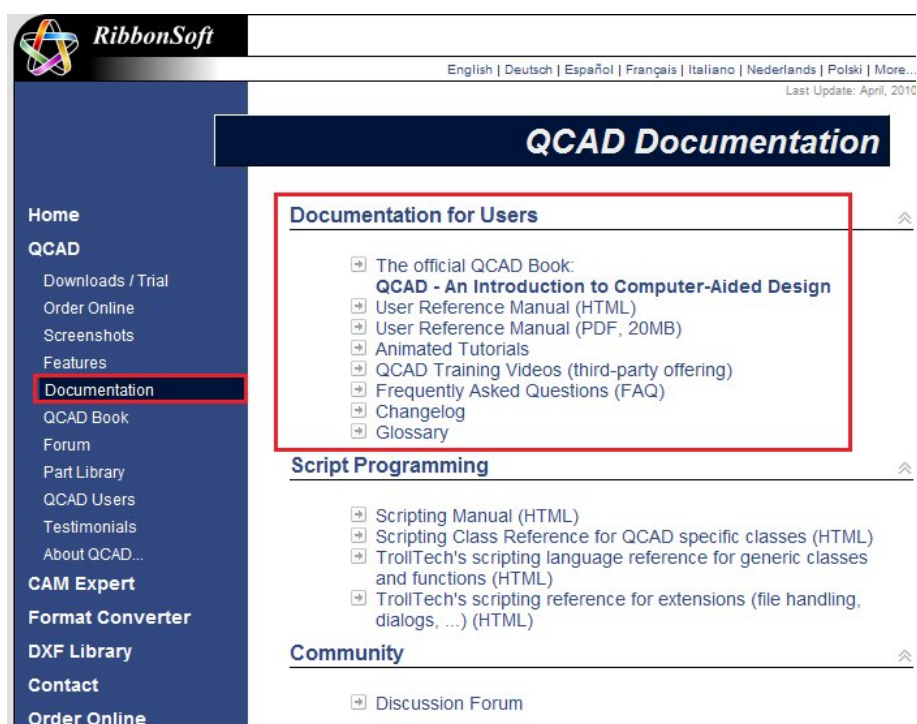 RibbonSoft
English | Deutsch | Español | Français | Italiano | Nederlands | Polski | More...
Last Update: April, 2010
QCAD Documentation
Home
QCAD
Downloads / Trial
Order Online
Screenshots
Features
Documentation
QCAD Book
Forum
Part Library
QCAD Users
Testimonials
About QCAD...
CAM Expert
Format Converter
DXF Library
Contact
Order Online
Documentation for Users
The official QCAD Book:
QCAD - An Introduction to Computer-Aided Design
User Reference Manual (HTML)
User Reference Manual (PDF, 20MB)
Animated Tutorials
QCAD Training Videos (third-party offering)
Frequently Asked Questions (FAQ)
Changelog
Glossary
Script Programming
Scripting Manual (HTML)
Scripting Class Reference for QCAD specific classes (HTML)
TrollTech's scripting language reference for generic classes
and functions (HTML)
TrollTech's scripting reference for extensions (file handling,
dialogs, ...) (HTML)
Community
Discussion Forum